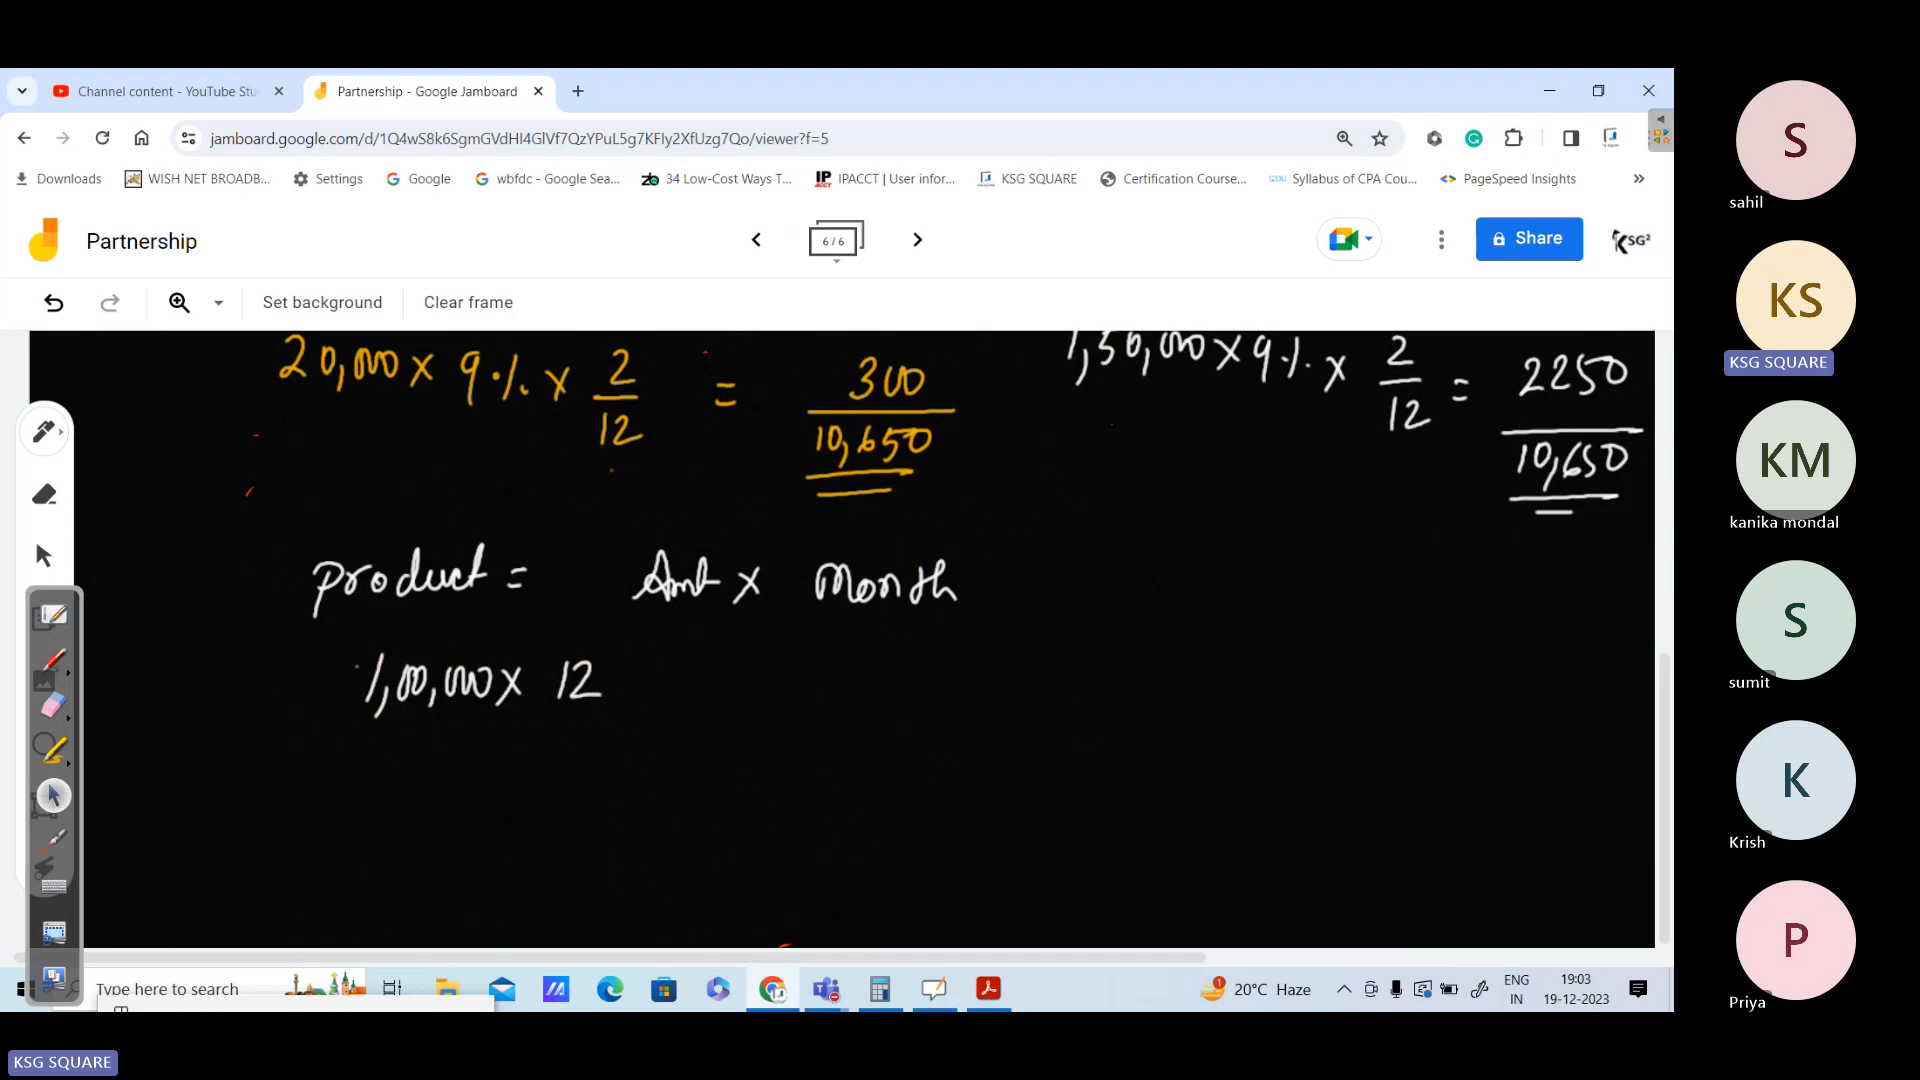 Channel content - YouTube Stu
Partnership - Google Jamboard
jamboard.google.com/d/1Q4wS8k6SgmGVdHI4GlVf7QzYPuL5g7KFly2XfUzg7Qo/viewer?f=5
Downloads WISH NET BROADB... Settings Google wbfdc - Google Sea... 34 Low-Cost Ways T... IPACCT | User infor... KSG SQUARE Certification Course... Syllabus of CPA Cou... PageSpeed Insights
Partnership
6 / 6
Share
KSG²
Set background Clear frame
20,000 x 9 % x 2/12 = 300
10,650
1,50,000 x 9 % x 2/12 = 2250
10,650
Product = Amt x Month
1,00,000 x 12
Type here to search
20°C Haze
ENG
IN
19:03
19-12-2023
S
sahil
KS
KSG SQUARE
KM
kanika mondal
S
sumit
K
Krish
P
Priya
KSG SQUARE